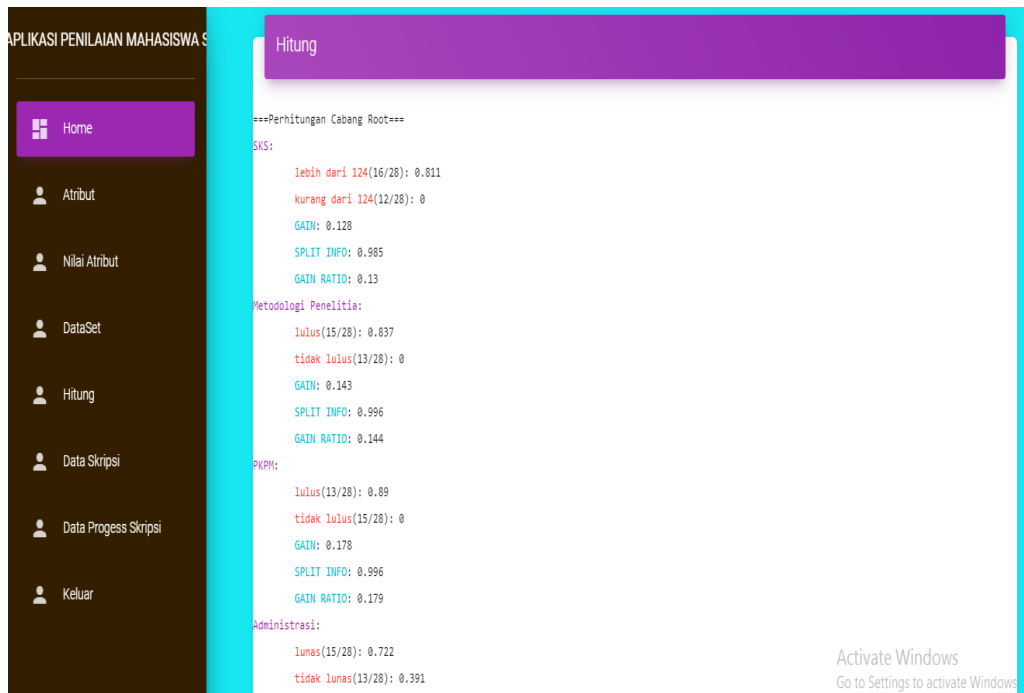 APLIKASI PENILAIAN MAHASISWA S
Home
Atribut
Nilai Atribut
DataSet
Hitung
Data Skripsi
Data Progess Skripsi
Keluar
Hitung
===Perhitungan Cabang Root===
SKS:
lebih dari 124(16/28): 0.811
kurang dari 124(12/28): 0
GAIN: 0.128
SPLIT INFO: 0.985
GAIN RATIO: 0.13
Metodologi Penelitia:
lulus(15/28): 0.837
tidak lulus(13/28): 0
GAIN: 0.143
SPLIT INFO: 0.996
GAIN RATIO: 0.144
PKPM:
lulus(13/28): 0.89
tidak lulus(15/28): 0
GAIN: 0.178
SPLIT INFO: 0.996
GAIN RATIO: 0.179
Administrasi:
lunas(15/28): 0.722
tidak lunas(13/28): 0.391
Activate Windows
Go to Settings to activate Windows